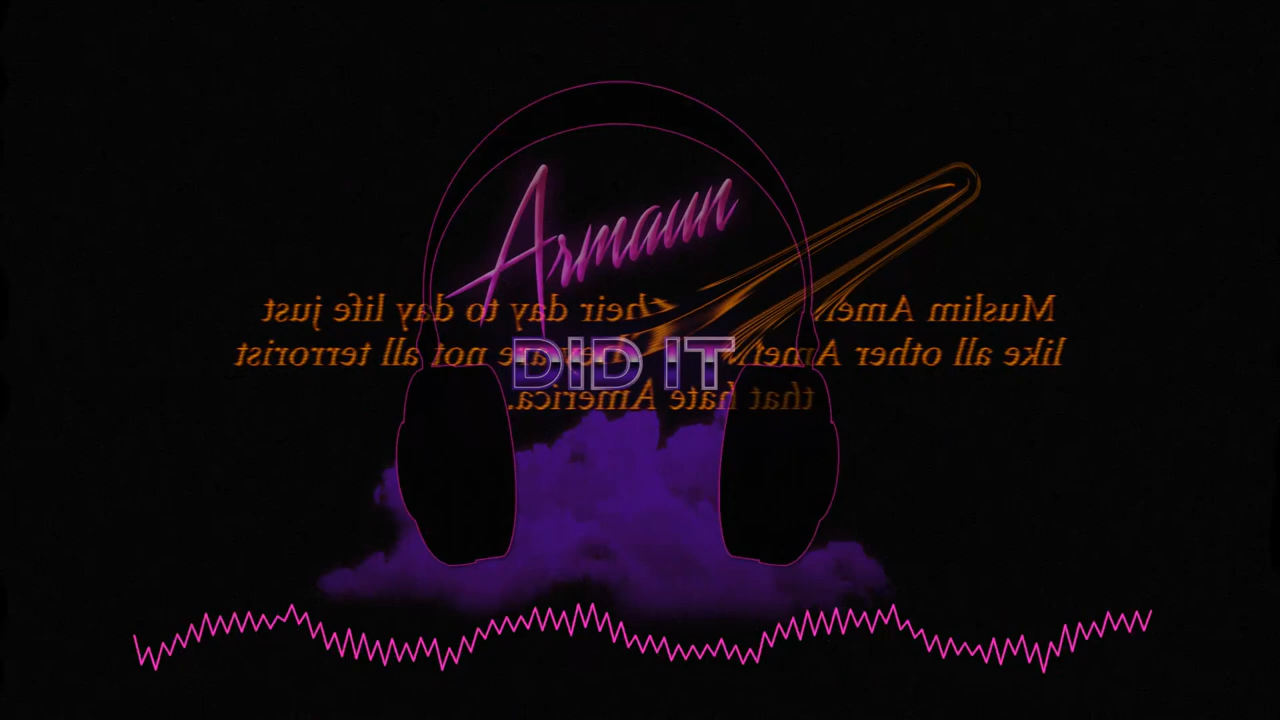 Armaun
DID IT
Muslim their day to day life just
like all other are not all terrorist
that hate America.